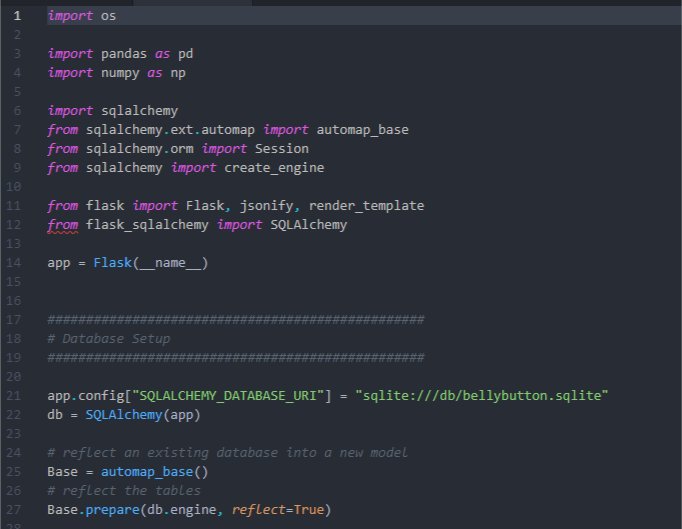 1 import os
2
3 import pandas as pd
4 import numpy as np
5
6 import sqlalchemy
7 from sqlalchemy.ext.automap import automap_base
8 from sqlalchemy.orm import Session
9 from sqlalchemy import create_engine
10
11 from flask import Flask, jsonify, render_template
12 from flask_sqlalchemy import SQLAlchemy
13
14 app = Flask(__name__)
15
16
17 #################################################
18 # Database Setup
19 #################################################
20
21 app.config["SQLALCHEMY_DATABASE_URI"] = "sqlite:///db/bellybutton.sqlite"
22 db = SQLAlchemy(app)
23
24 # reflect an existing database into a new model
25 Base = automap_base()
26 # reflect the tables
27 Base.prepare(db.engine, reflect=True)
28